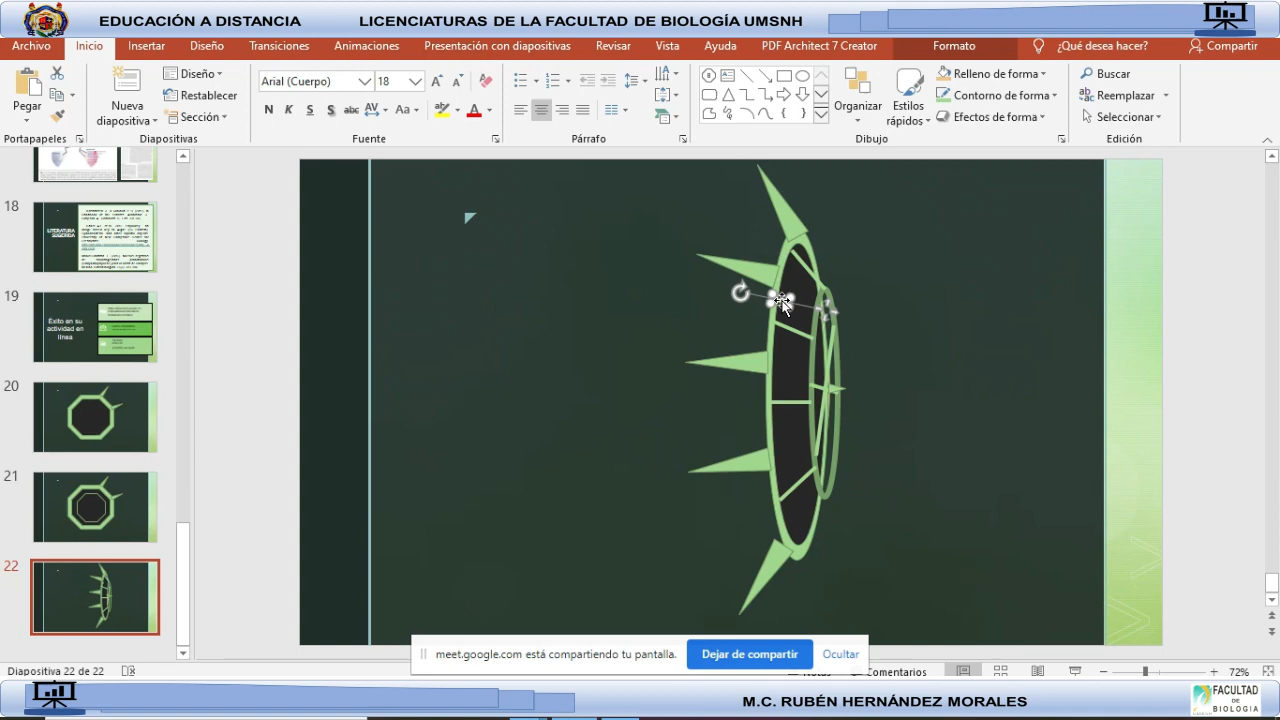 EDUCACIÓN A DISTANCIA LICENCIATURAS DE LA FACULTAD DE BIOLOGÍA UMSNH
Archivo Inicio Insertar Diseño Transiciones Animaciones Presentación con diapositivas Revisar Vista Ayuda PDF Architect 7 Creator Formato ¿Qué desea hacer? Compartir
Pegar
Portapapeles
Nueva diapositiva
Diseño
Restablecer
Sección
Diapositivas
Arial (Cuerpo) 18
N K S S abc AV Aa A
Fuente
Párrafo
Organizar
Estilos rápidos
Relleno de forma
Contorno de forma
Efectos de forma
Dibujo
Buscar
Reemplazar
Seleccionar
Edición
18
LITERATURA SUGERIDA
19
Éxito en su
actividad en
línea
20
21
22
meet.google.com está compartiendo tu pantalla. Dejar de compartir Ocultar
Diapositiva 22 de 22
Notas Comentarios 72%
M.C. RUBÉN HERNÁNDEZ MORALES
FACULTAD
DE BIOLOGIA